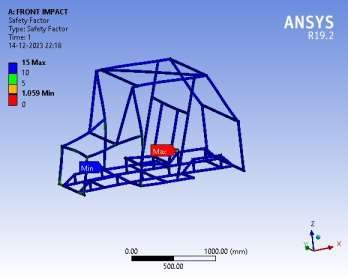 A: FRONT IMPACT
Safety Factor
Type: Safety Factor
Time: 1
14-12-2023 22:18
15 Max
10
5
1.059 Min
0
ANSYS
R19.2
Max
Min
0.00
1000.00 (mm)
500.00
Z
Y
X